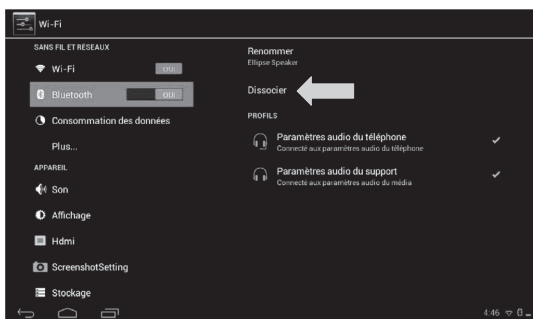 Wi-Fi
SANS FIL ET RÉSEAUX
Wi-Fi OUI
Bluetooth OUI
Consommation des données
Plus...
APPAREIL
Son
Affichage
Hdmi
ScreenshotSetting
Stockage
Renommer
Ellipse Speaker
Dissocier
PROFILS
Paramètres audio du téléphone
Connecté aux paramètres audio du téléphone
Paramètres audio du support
Connecté aux paramètres audio du média
4:46